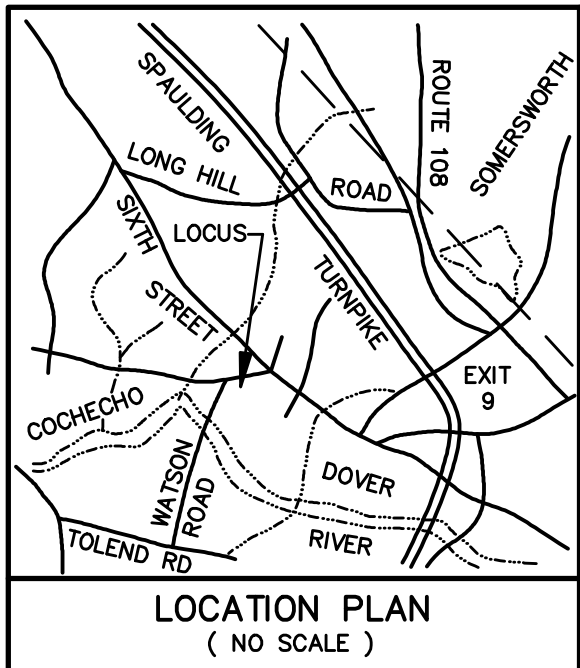 SPAULDING
TURNPIKE
ROUTE 108
SOMERSWORTH
LONG HILL
ROAD
SIXTH
STREET
LOCUS
EXIT
9
COCHECHO
RIVER
WATSON
ROAD
DOVER
TOLEND RD
LOCATION PLAN
( NO SCALE )